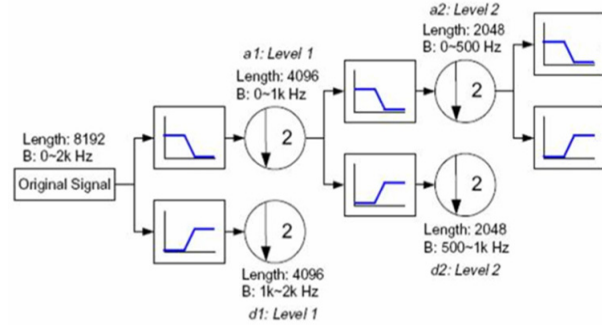 a2: Level 2
Length: 2048
B: 0~500 Hz
a1: Level 1
Length: 4096
B: 0~1k Hz
2
Length: 8192
B: 0~2k Hz
2
Original Signal
2
2
Length: 2048
B: 500~1k Hz
d2: Level 2
Length: 4096
B: 1k~2k Hz
d1: Level 1